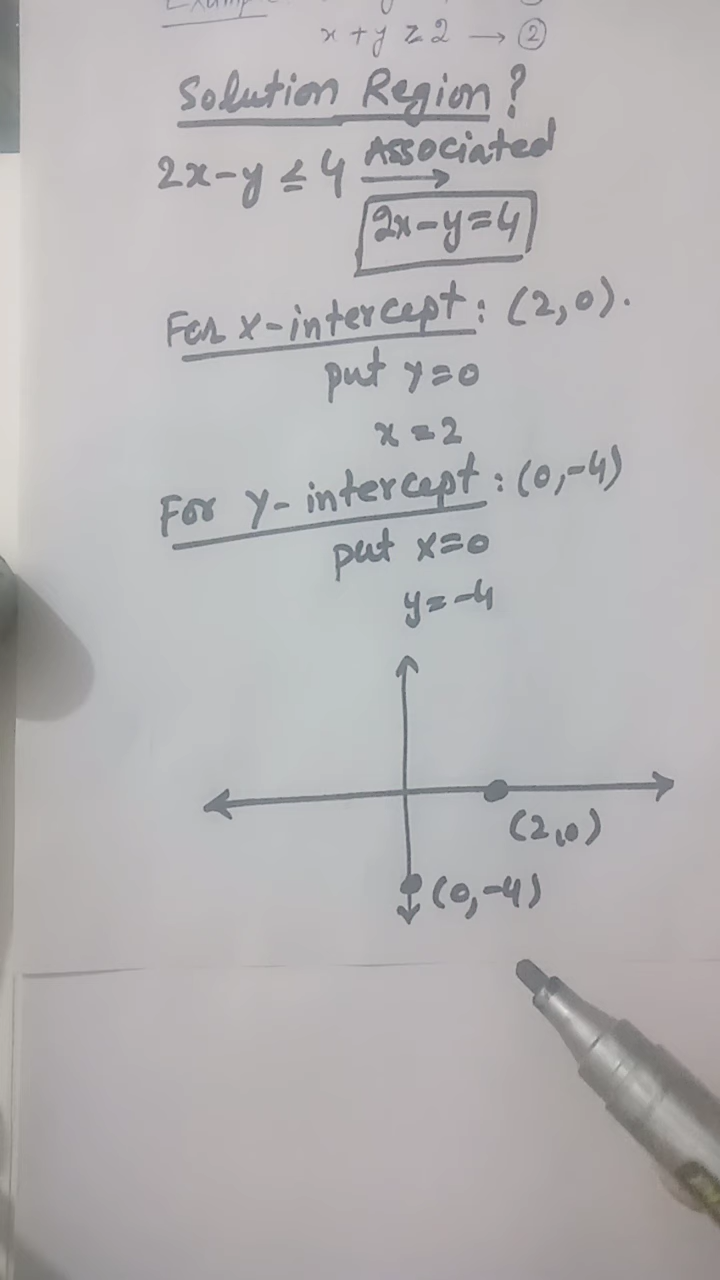 x + y ≥ 2 → ②
Solution Region?
2x-y ≤ 4 Associated →
2x-y=4
For x-intercept: (2,0).
put y=0
x=2
For y-intercept: (0,-4)
put x=0
y=-4
(2,0)
(0,-4)